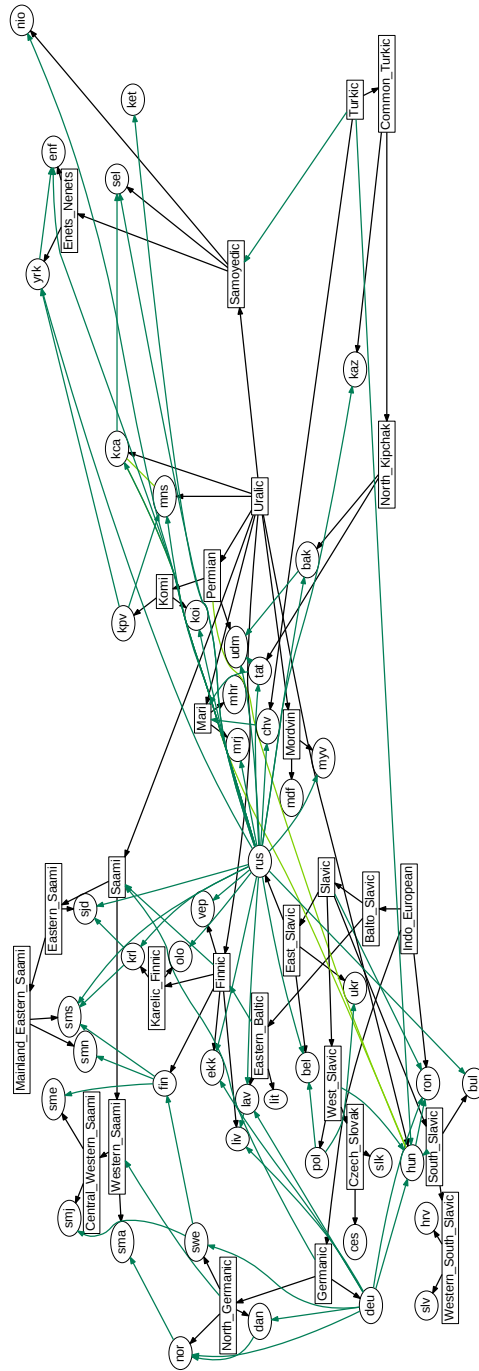 nio
ket
enf
Enets_Nenets
sel
yrk
Samoyedic
Turkic
Common_Turkic
kaz
kca
mns
Uralic
North_Kipchak
kpv
Komi
koi
Permian
udm
tat
bak
Mari
mhr
mrj
chv
Mordvin
mdf
myv
rus
Saami
Eastern_Saami
sjd
Mainland_Eastern_Saami
sms
smn
krl
Karelic_Finnic
olo
vep
Finnic
East_Slavic
Slavic
Balto_Slavic
Indo_European
ukr
sme
fin
ekk
Eastern_Baltic
lav
lit
liv
bel
West_Slavic
pol
Czech_Slovak
slk
ces
hun
ron
bul
South_Slavic
hrv
slv
Western_South_Slavic
smj
Central_Western_Saami
Western_Saami
sma
swe
Germanic
North_Germanic
dan
nor
deu